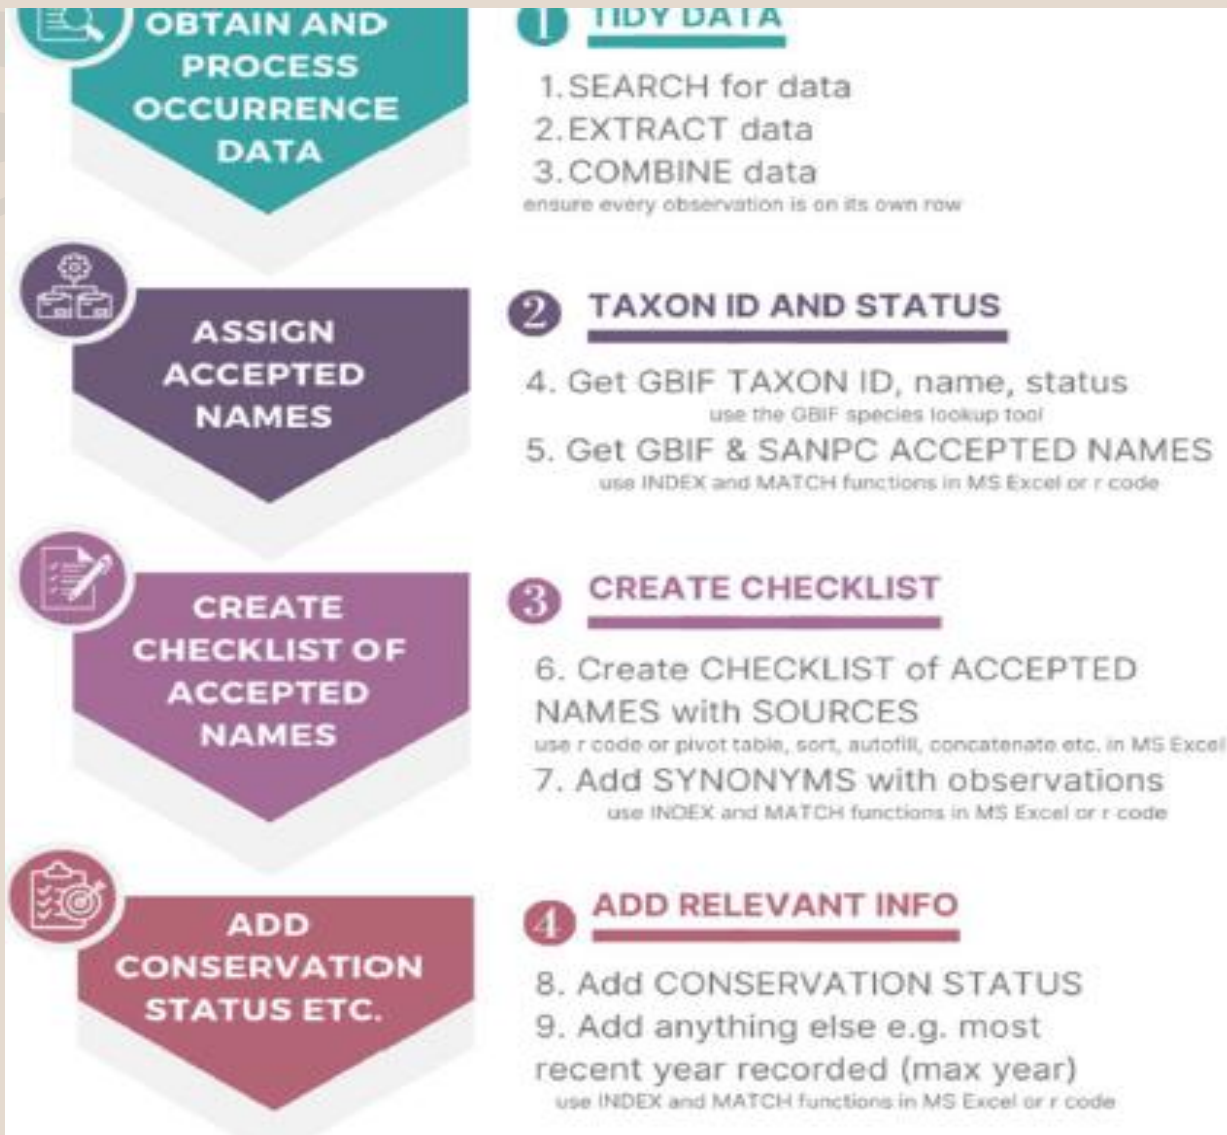 OBTAIN AND
PROCESS
OCCURRENCE
DATA
1 TIDY DATA
1. SEARCH for data
2. EXTRACT data
3. COMBINE data
ensure every observation is on its own row
ASSIGN
ACCEPTED
NAMES
2 TAXON ID AND STATUS
4. Get GBIF TAXON ID, name, status
use the GBIF species lookup tool
5. Get GBIF & SANPC ACCEPTED NAMES
use INDEX and MATCH functions in MS Excel or r code
CREATE
CHECKLIST OF
ACCEPTED
NAMES
3 CREATE CHECKLIST
6. Create CHECKLIST of ACCEPTED
NAMES with SOURCES
use r code or pivot table, sort, autofill, concatenate etc. in MS Excel
7. Add SYNONYMS with observations
use INDEX and MATCH functions in MS Excel or r code
ADD
CONSERVATION
STATUS ETC.
4 ADD RELEVANT INFO
8. Add CONSERVATION STATUS
9. Add anything else e.g. most
recent year recorded (max year)
use INDEX and MATCH functions in MS Excel or r code